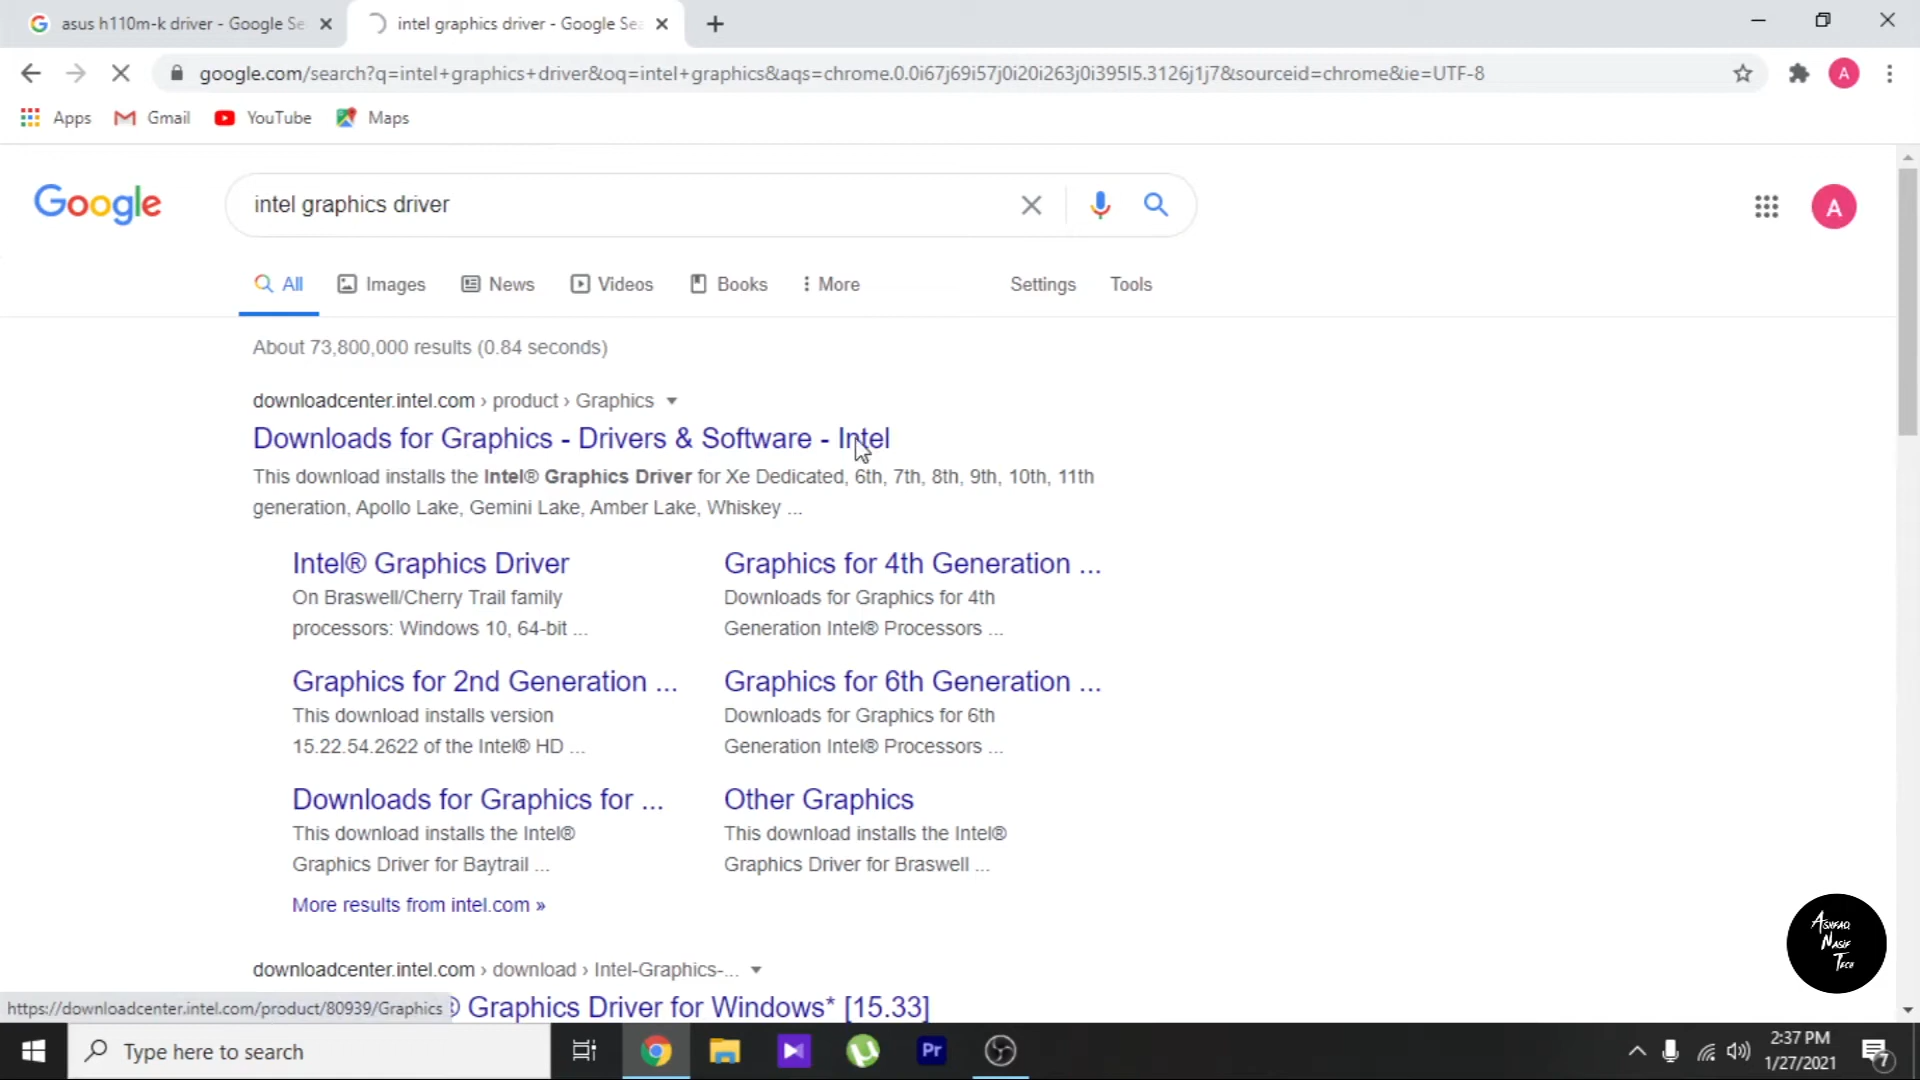 asus h110m-k driver - Google Se
intel graphics driver - Google Sea
google.com/search?q=intel+graphics+driver&oq=intel+graphics&aqs=chrome.0.0i67j69i57j0i20i263j0i395l5.3126j1j7&sourceid=chrome&ie=UTF-8
A
Apps
Gmail
YouTube
Maps
Google
intel graphics driver
A
All
Images
News
Videos
Books
More
Settings
Tools
About 73,800,000 results (0.84 seconds)
downloadcenter.intel.com › product › Graphics
Downloads for Graphics - Drivers & Software - Intel
This download installs the Intel® Graphics Driver for Xe Dedicated, 6th, 7th, 8th, 9th, 10th, 11th
generation, Apollo Lake, Gemini Lake, Amber Lake, Whiskey ...
Intel® Graphics Driver
On Braswell/Cherry Trail family
processors: Windows 10, 64-bit ...
Graphics for 4th Generation ...
Downloads for Graphics for 4th
Generation Intel® Processors ...
Graphics for 2nd Generation ...
This download installs version
15.22.54.2622 of the Intel® HD ...
Graphics for 6th Generation ...
Downloads for Graphics for 6th
Generation Intel® Processors ...
Downloads for Graphics for ...
This download installs the Intel®
Graphics Driver for Baytrail ...
Other Graphics
This download installs the Intel®
Graphics Driver for Braswell ...
More results from intel.com »
downloadcenter.intel.com › download › Intel-Graphics-...
® Graphics Driver for Windows* [15.33]
https://downloadcenter.intel.com/product/80939/Graphics
Ashfaq
Nasif
Tech
Type here to search
Pr
2:37 PM
1/27/2021
7